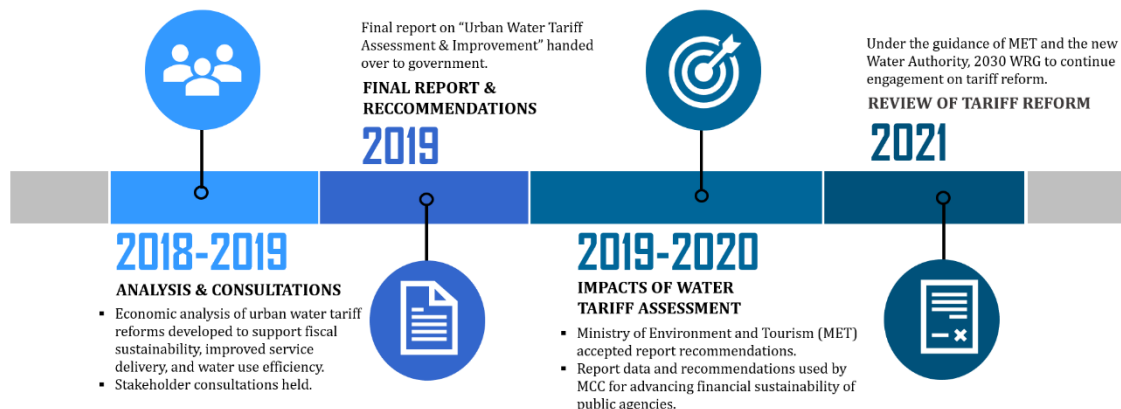 2018-2019
ANALYSIS & CONSULTATIONS
▪ Economic analysis of urban water tariff
reforms developed to support fiscal
sustainability, improved service
delivery, and water use efficiency.
▪ Stakeholder consultations held.
Final report on “Urban Water Tariff
Assessment & Improvement” handed
over to government.
FINAL REPORT &
RECCOMMENDATIONS
2019
2019-2020
IMPACTS OF WATER
TARIFF ASSESSMENT
▪ Ministry of Environment and Tourism (MET)
accepted report recommendations.
▪ Report data and recommendations used by
MCC for advancing financial sustainability of
public agencies.
Under the guidance of MET and the new
Water Authority, 2030 WRG to continue
engagement on tariff reform.
REVIEW OF TARIFF REFORM
2021